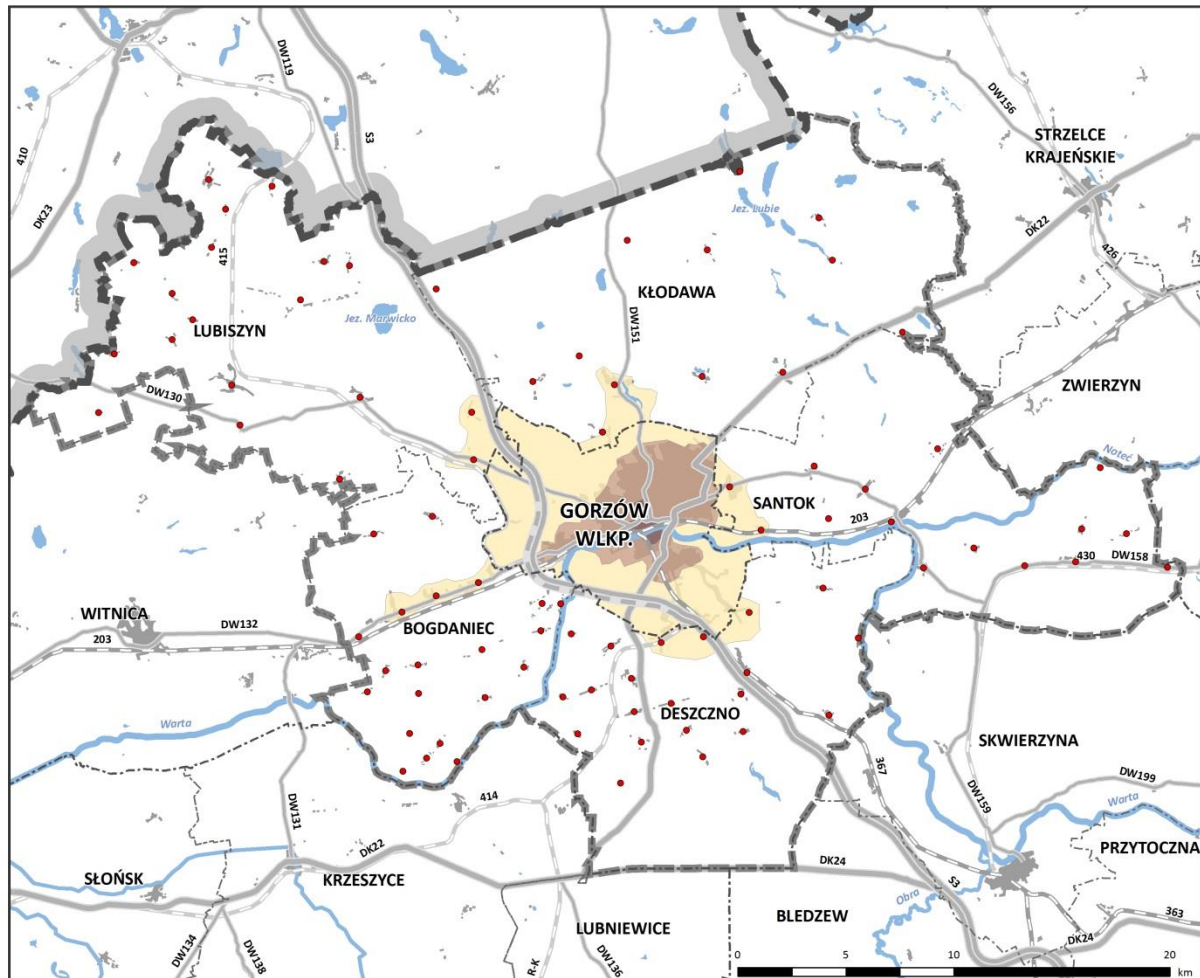 DW119
DW156
STRZELCE
KRAJEŃSKIE
410
S3
DK23
Jez. Lubie
DK22
415
426
KŁODAWA
Jez. Marwicko
LUBISZYN
DW151
ZWIERZYN
DW130
Noteć
SANTOK
GORZÓW
WLKP.
203
430
DW158
WITNICA
DW132
BOGDANIEC
203
DESZCZNO
Warta
SKWIERZYNA
367
DW199
DW159
Warta
414
DW131
PRZYTOCZNA
DK22
DK24
SŁOŃSK
KRZESZYCE
S3
Obra
363
BLEDZEW
LUBNIEWICE
DK24
DW134
DW138
R-K
DW136
0 5 10 20
km